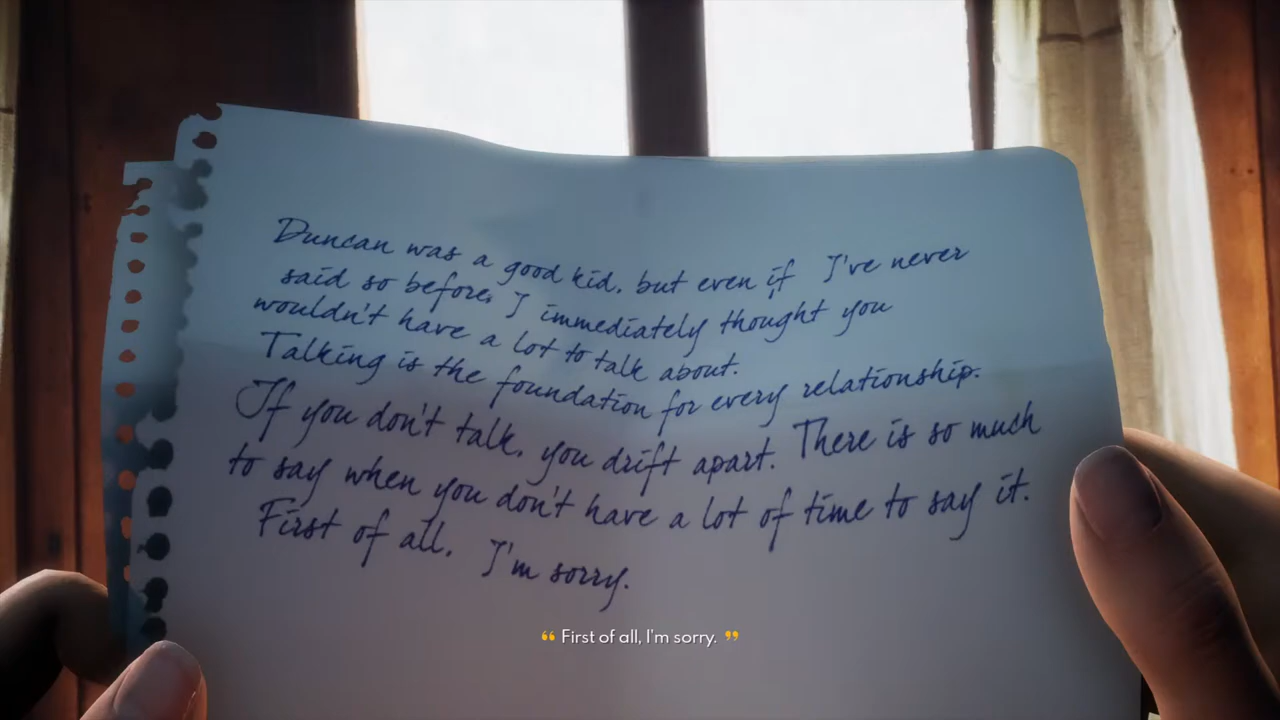 Duncan was a good kid, but even if I've never
said so before, I immediately thought you
wouldn't have a lot to talk about.
Talking is the foundation for every relationship.
If you don't talk, you drift apart. There is so much
to say when you don't have a lot of time to say it.
First of all, I'm sorry.
“ First of all, I'm sorry. ”